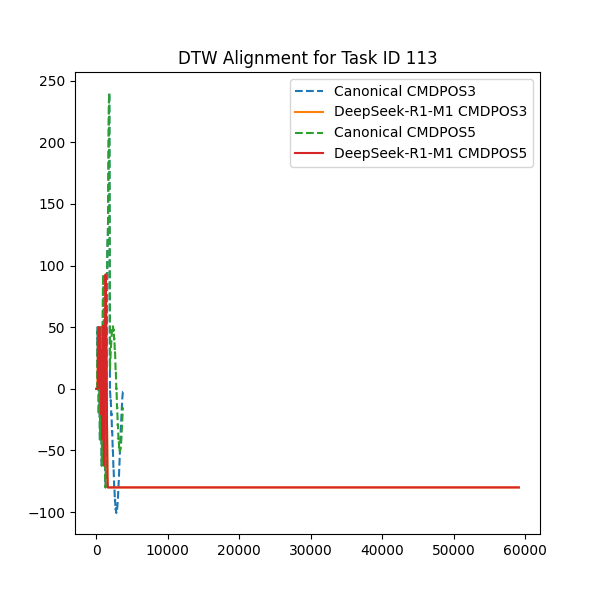 DTW Alignment for Task ID 113
Canonical CMDPOS3
DeepSeek-R1-M1 CMDPOS3
Canonical CMDPOS5
DeepSeek-R1-M1 CMDPOS5
250
200
150
100
50
0
−50
−100
0 10000 20000 30000 40000 50000 60000